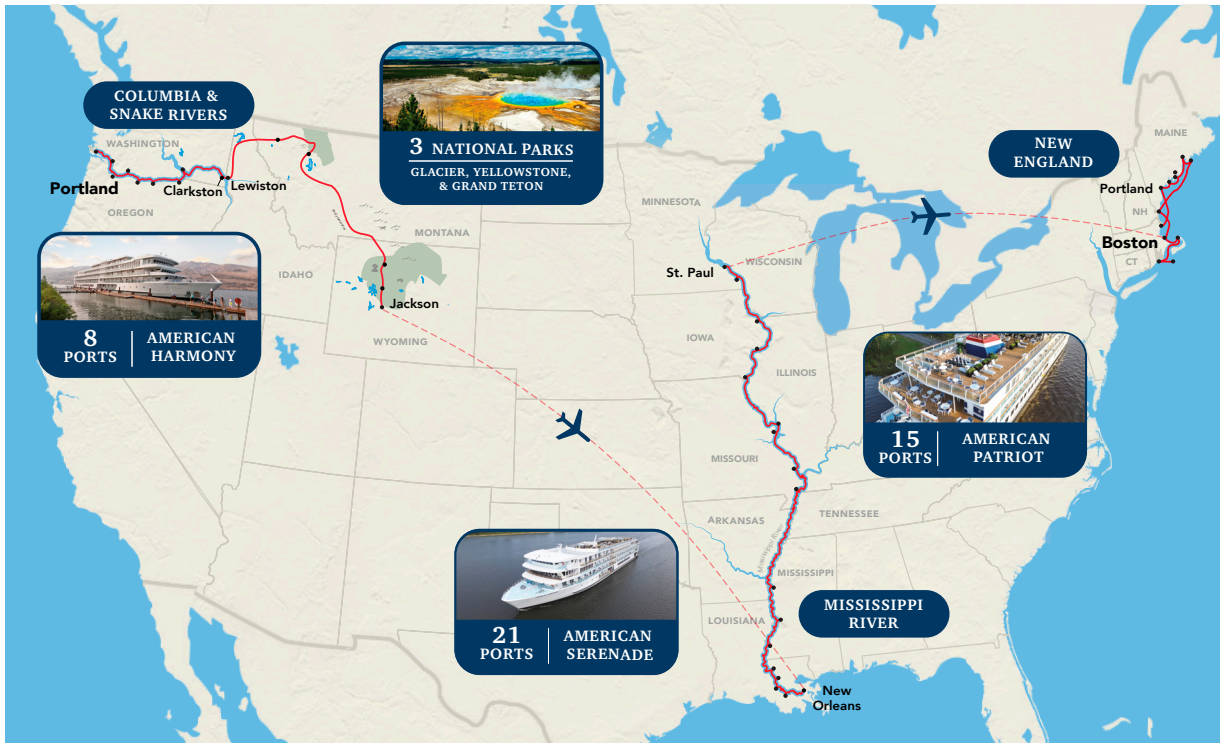 COLUMBIA &
SNAKE RIVERS
WASHINGTON
Portland
Clarkston
Lewiston
OREGON
3 NATIONAL PARKS
GLACIER, YELLOWSTONE,
& GRAND TETON
MONTANA
IDAHO
Jackson
WYOMING
8
PORTS
AMERICAN
HARMONY
MINNESOTA
St. Paul
WISCONSIN
IOWA
ILLINOIS
MISSOURI
ARKANSAS
TENNESSEE
Mississippi River
MISSISSIPPI
LOUISIANA
New
Orleans
MISSISSIPPI
RIVER
21
PORTS
AMERICAN
SERENADE
NEW
ENGLAND
MAINE
Portland
NH
Boston
CT
15
PORTS
AMERICAN
PATRIOT